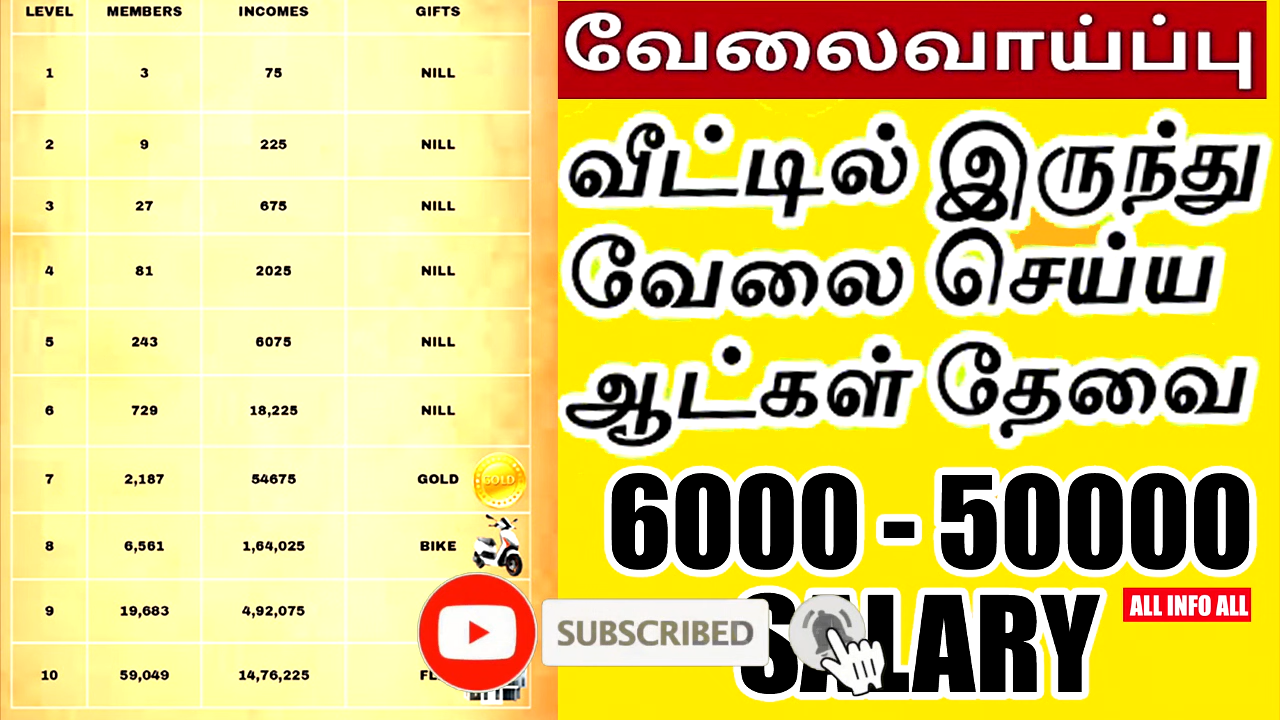 LEVEL MEMBERS INCOMES GIFTS
1 3 75 NILL
2 9 225 NILL
3 27 675 NILL
4 81 2025 NILL
5 243 6075 NILL
6 729 18,225 NILL
7 2,187 54675 GOLD
GOLD
8 6,561 1,64,025 BIKE
9 19,683 4,92,075
10 59,049 14,76,225
வேலைவாய்ப்பு
வீட்டில் இருந்து
வேலை செய்ய
ஆட்கள் தேவை
6000 - 50000
SALARY
ALL INFO ALL
SUBSCRIBED